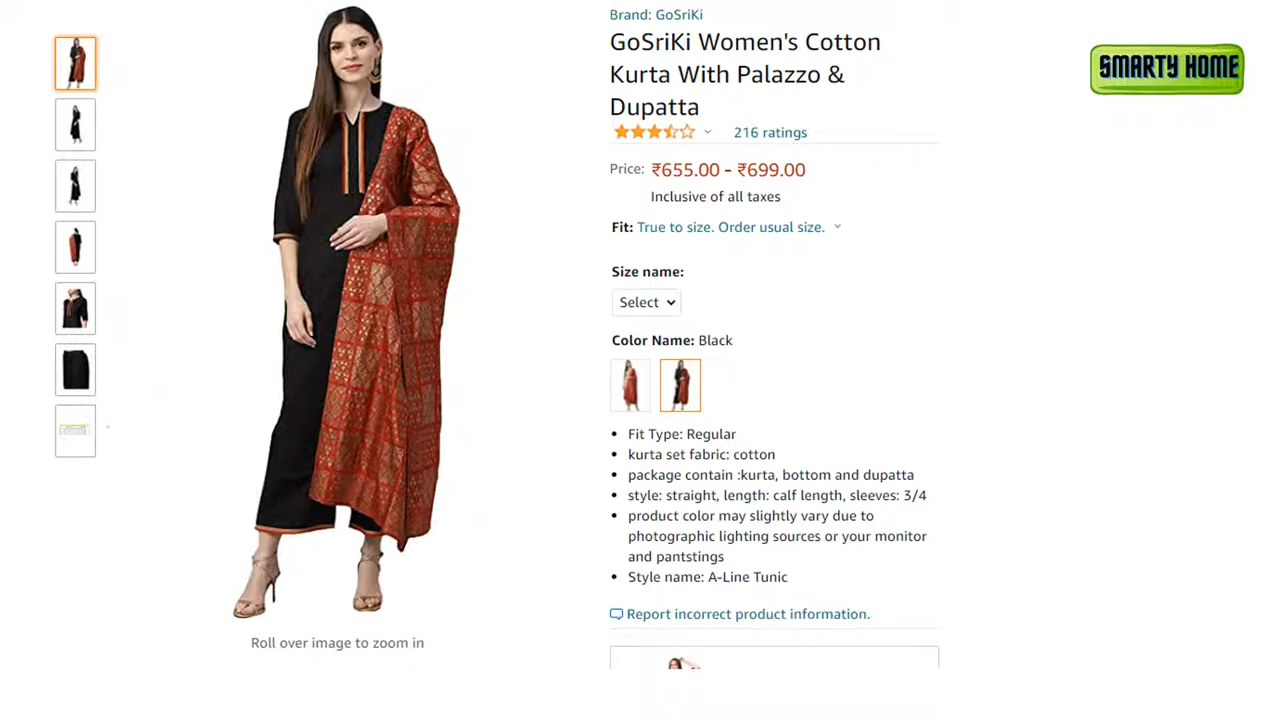 Brand: GoSriKi
GoSriKi Women's Cotton
Kurta With Palazzo &
Dupatta
216 ratings
Price: ₹655.00 - ₹699.00
Inclusive of all taxes
Fit: True to size. Order usual size.
Size name:
Select
Color Name: Black
• Fit Type: Regular
• kurta set fabric: cotton
• package contain :kurta, bottom and dupatta
• style: straight, length: calf length, sleeves: 3/4
• product color may slightly vary due to
photographic lighting sources or your monitor
and pantstings
• Style name: A-Line Tunic
Report incorrect product information.
Roll over image to zoom in
SMARTY HOME